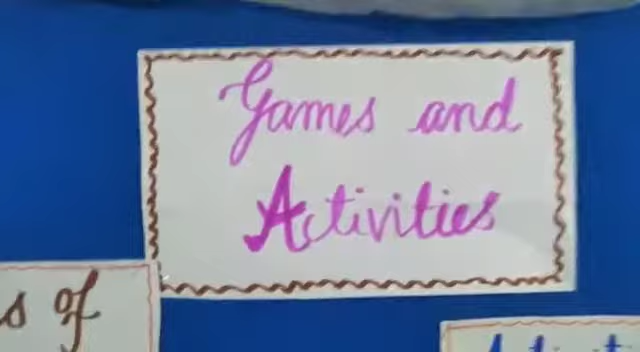 Games and
Activities
s of